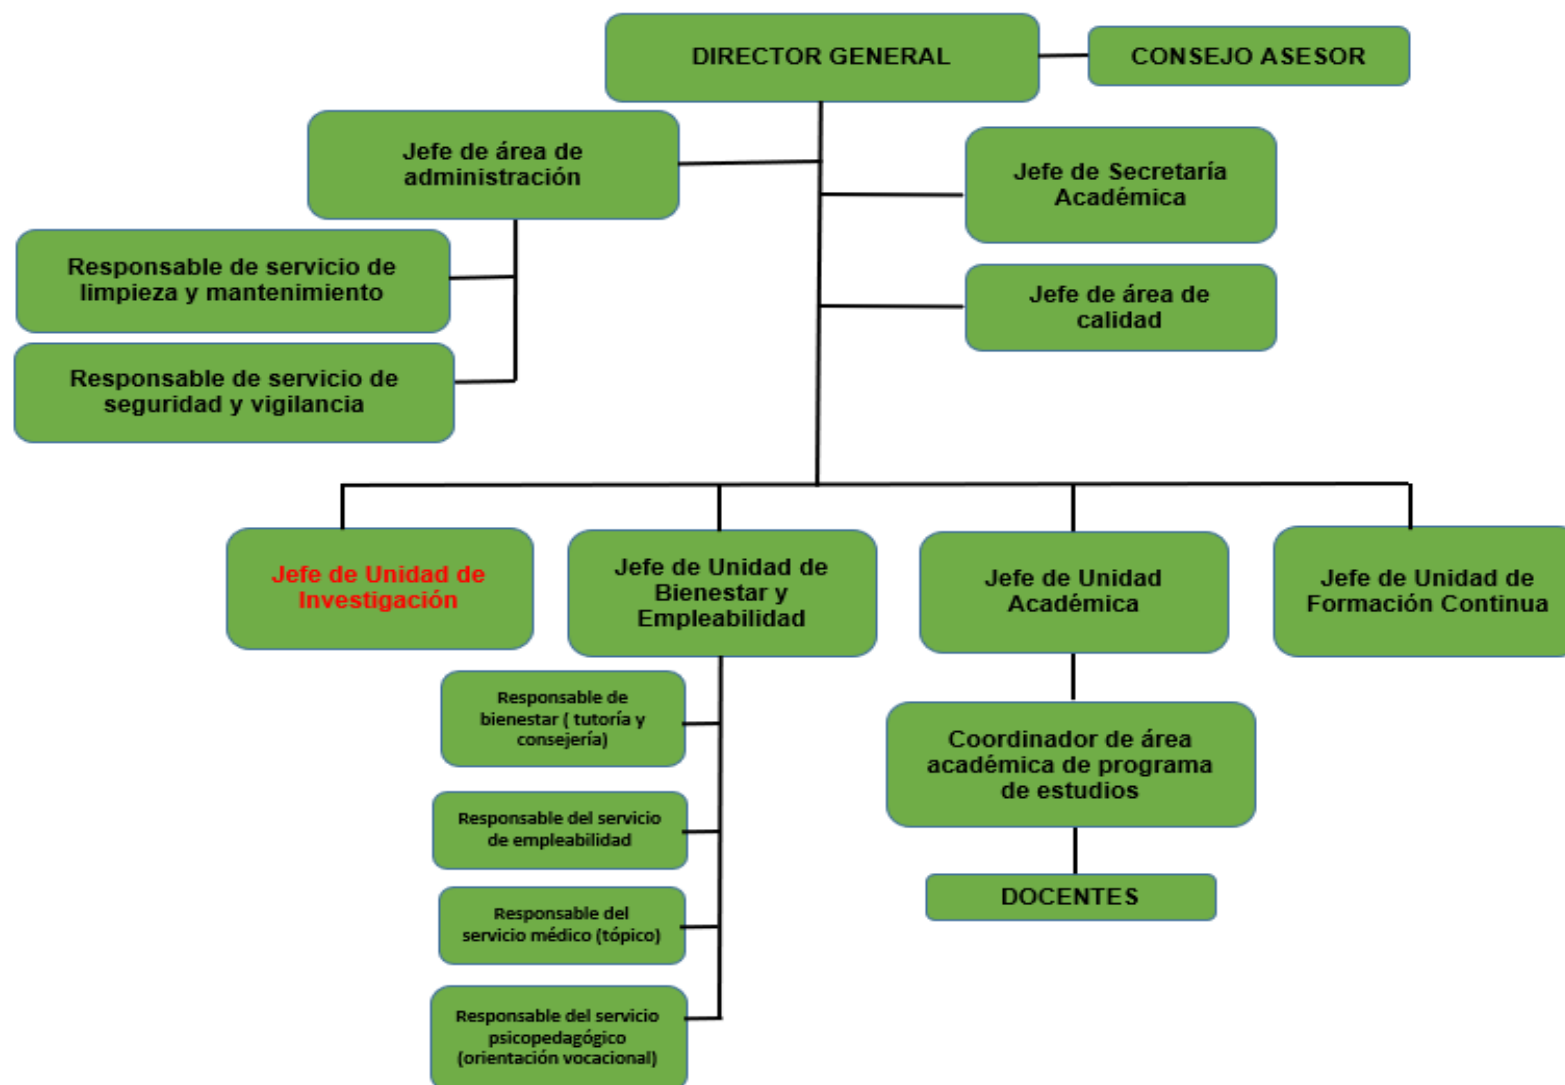 DIRECTOR GENERAL
CONSEJO ASESOR
Jefe de área de
administración
Jefe de Secretaría
Académica
Responsable de servicio de
limpieza y mantenimiento
Jefe de área de
calidad
Responsable de servicio de
seguridad y vigilancia
Jefe de Unidad de
Investigación
Jefe de Unidad de
Bienestar y
Empleabilidad
Jefe de Unidad
Académica
Jefe de Unidad de
Formación Continua
Responsable de
bienestar ( tutoría y
consejería)
Responsable del servicio
de empleabilidad
Responsable del
servicio médico (tópico)
Responsable del servicio
psicopedagógico
(orientación vocacional)
Coordinador de área
académica de programa
de estudios
DOCENTES